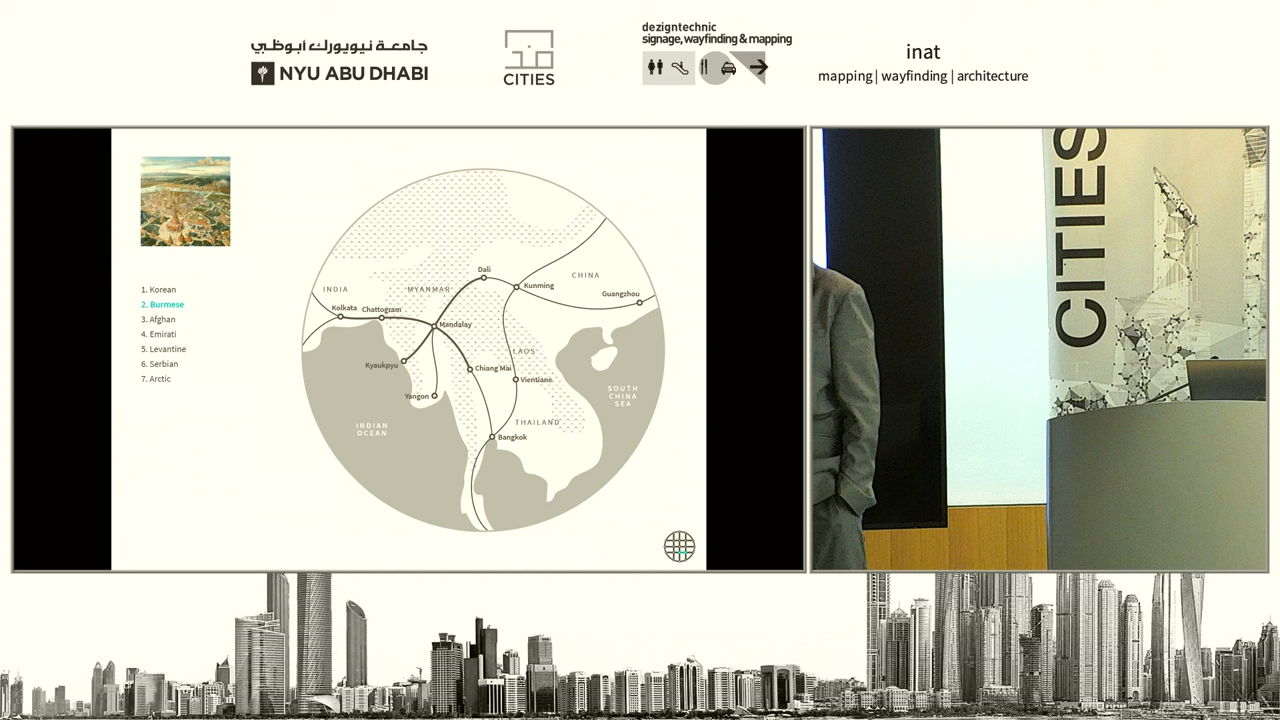 جامعة نيويورك أبوظبي
NYU ABU DHABI
CITIES
dezigntechnic
signage, wayfinding & mapping
inat
mapping | wayfinding | architecture
1. Korean
2. Burmese
3. Afghan
4. Emirati
5. Levantine
6. Serbian
7. Arctic
Dali
CHINA
INDIA
MYANMAR
Kunming
Guangzhou
Kolkata
Chattogram
Mandalay
LAOS
Kyaukpyu
Chiang Mai
Vientiane
Yangon
SOUTH
CHINA
SEA
THAILAND
INDIAN
OCEAN
Bangkok
CITIES